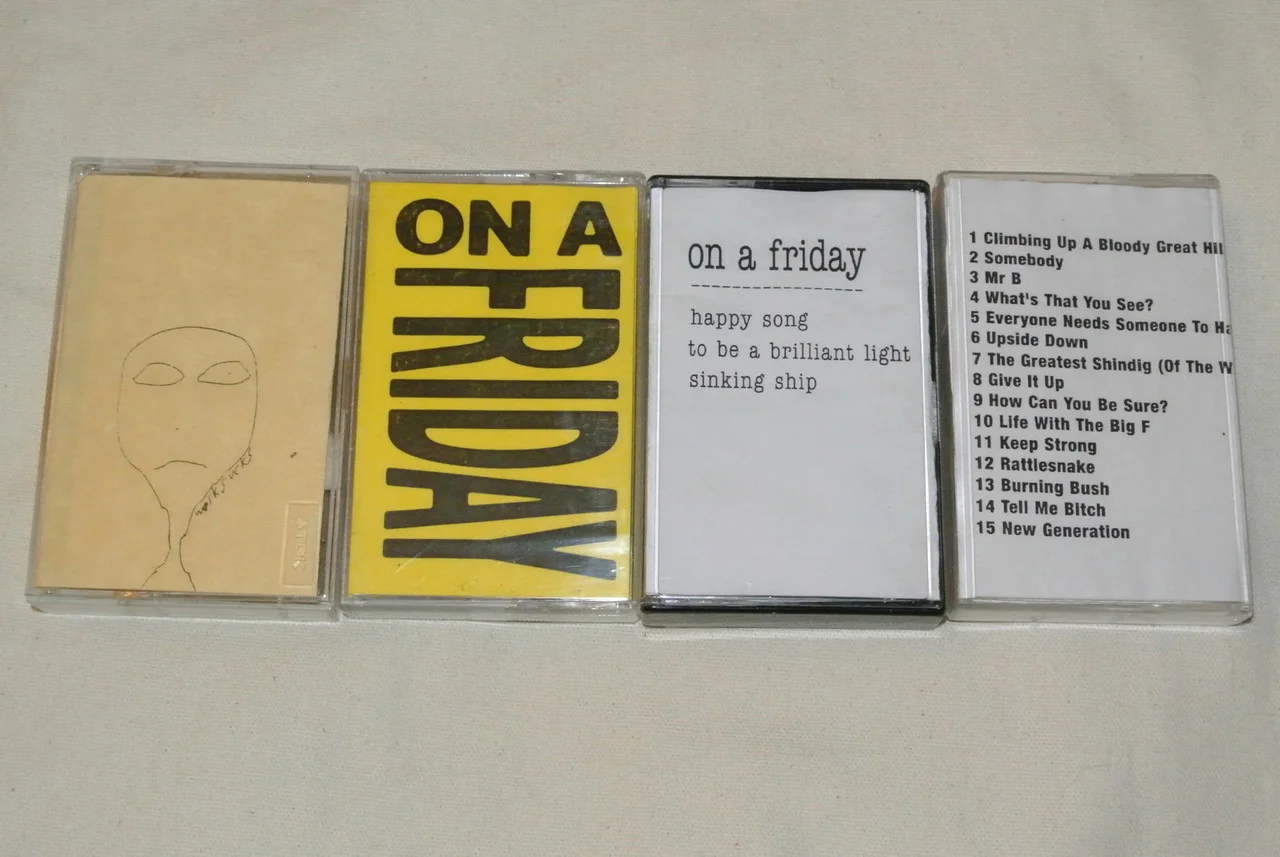 work sucks
ON A
FRIDAY
on a friday
happy song
to be a brilliant light
sinking ship
1 Climbing Up A Bloody Great Hil
2 Somebody
3 Mr B
4 What's That You See?
5 Everyone Needs Someone To Ha
6 Upside Down
7 The Greatest Shindig (Of The W
8 Give It Up
9 How Can You Be Sure?
10 Life With The Big F
11 Keep Strong
12 Rattlesnake
13 Burning Bush
14 Tell Me BItch
15 New Generation